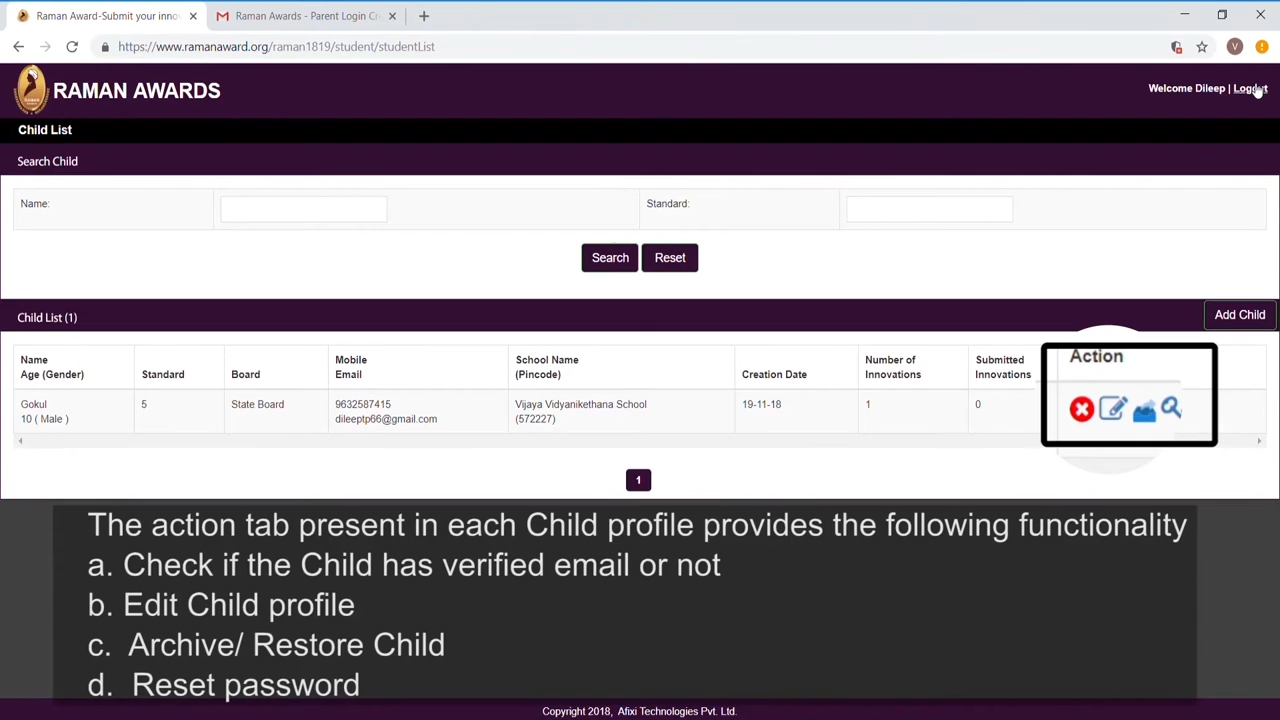 Raman Award-Submit your inno
Raman Awards - Parent Login Cr
https://www.ramanaward.org/raman1819/student/studentList
V
RAMAN AWARDS
Welcome Dileep | Logout
Child List
Search Child
Name:
Standard:
Search
Reset
Child List (1)
Add Child
Name Age (Gender)
Standard
Board
Mobile Email
School Name (Pincode)
Creation Date
Number of Innovations
Submitted Innovations
Action
Gokul
10 ( Male )
5
State Board
9632587415
dileeptp66@gmail.com
Vijaya Vidyanikethana School
(572227)
19-11-18
1
0
1
The action tab present in each Child profile provides the following functionality
a. Check if the Child has verified email or not
b. Edit Child profile
c. Archive/ Restore Child
d. Reset password
Copyright 2018, Afixi Technologies Pvt. Ltd.